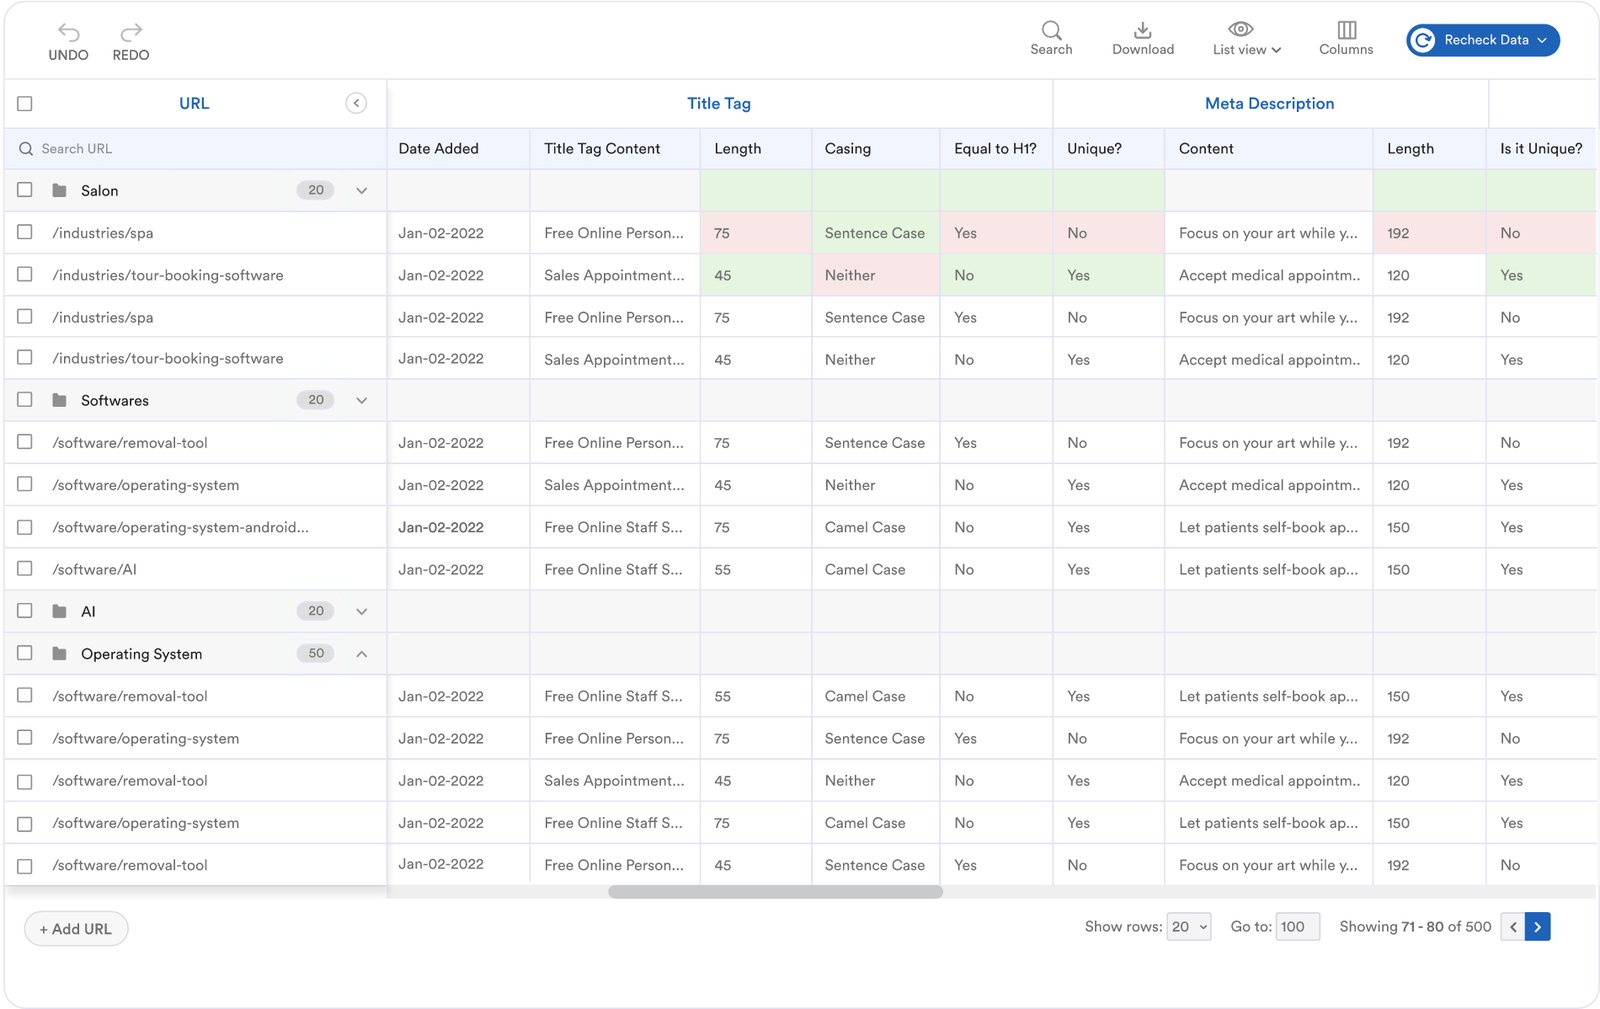 UNDO REDO Search Download List view Columns Recheck Data
URL Title Tag Meta Description
Search URL Date Added Title Tag Content Length Casing Equal to H1? Unique? Content Length Is it Unique?
Salon 20
/industries/spa Jan-02-2022 Free Online Person... 75 Sentence Case Yes No Focus on your art while y... 192 No
/industries/tour-booking-software Jan-02-2022 Sales Appointment... 45 Neither No Yes Accept medical appointm.. 120 Yes
/industries/spa Jan-02-2022 Free Online Person... 75 Sentence Case Yes No Focus on your art while y... 192 No
/industries/tour-booking-software Jan-02-2022 Sales Appointment... 45 Neither No Yes Accept medical appointm.. 120 Yes
Softwares 20
/software/removal-tool Jan-02-2022 Free Online Person... 75 Sentence Case Yes No Focus on your art while y... 192 No
/software/operating-system Jan-02-2022 Sales Appointment... 45 Neither No Yes Accept medical appointm.. 120 Yes
/software/operating-system-android... Jan-02-2022 Free Online Staff S... 75 Camel Case No Yes Let patients self-book ap... 150 Yes
/software/AI Jan-02-2022 Free Online Staff S... 55 Camel Case No Yes Let patients self-book ap... 150 Yes
AI 20
Operating System 50
/software/removal-tool Jan-02-2022 Free Online Staff S... 55 Camel Case No Yes Let patients self-book ap... 150 Yes
/software/operating-system Jan-02-2022 Free Online Person... 75 Sentence Case Yes No Focus on your art while y... 192 No
/software/removal-tool Jan-02-2022 Sales Appointment... 45 Neither No Yes Accept medical appointm.. 120 Yes
/software/operating-system Jan-02-2022 Free Online Staff S... 75 Camel Case No Yes Let patients self-book ap... 150 Yes
/software/removal-tool Jan-02-2022 Free Online Person... 45 Sentence Case Yes No Focus on your art while y... 192 No
+ Add URL Show rows: 20 Go to: 100 Showing 71 - 80 of 500